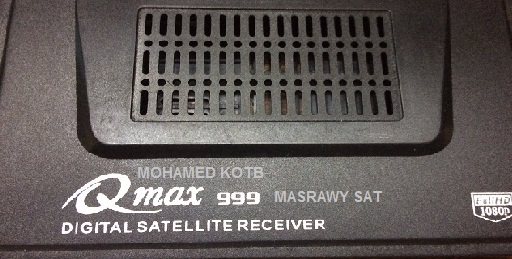 MOHAMED KOTB
Qmax 999 MASRAWY SAT
DIGITAL SATELLITE RECEIVER
Full HD
1080p